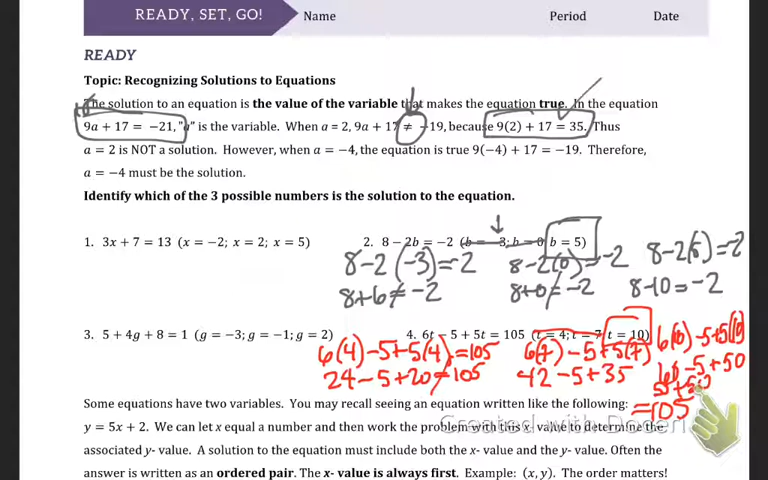 READY, SET, GO! Name Period Date
READY
Topic: Recognizing Solutions to Equations
The solution to an equation is the value of the variable that makes the equation true. In the equation
9a + 17 = −21, "a" is the variable. When a = 2, 9a + 17 ≠ −19, because 9(2) + 17 = 35. Thus
a = 2 is NOT a solution. However, when a = −4, the equation is true 9(−4) + 17 = −19. Therefore,
a = −4 must be the solution.
Identify which of the 3 possible numbers is the solution to the equation.
1. 3x + 7 = 13 (x = −2; x = 2; x = 5)
2. 8 − 2b = −2 (b = −3; b = 0; b = 5)
8-2(-3)=-2 8-2(0)=-2 8-2(5)=-2
8+6≠-2 8+0≠-2 8-10=-2
3. 5 + 4g + 8 = 1 (g = −3; g = −1; g = 2)
4. 6t − 5 + 5t = 105 (t = 4; t = 7; t = 10)
6(4)-5+5(4)=105 6(7)-5+5(7) 6(10)-5+5(10)
24-5+20≠105 42-5+35 60-5+50
=105
Some equations have two variables. You may recall seeing an equation written like the following:
y = 5x + 2. We can let x equal a number and then work the problem with this x- value to determine the
associated y- value. A solution to the equation must include both the x- value and the y- value. Often the
answer is written as an ordered pair. The x- value is always first. Example: (x, y). The order matters!
Created with Doceri